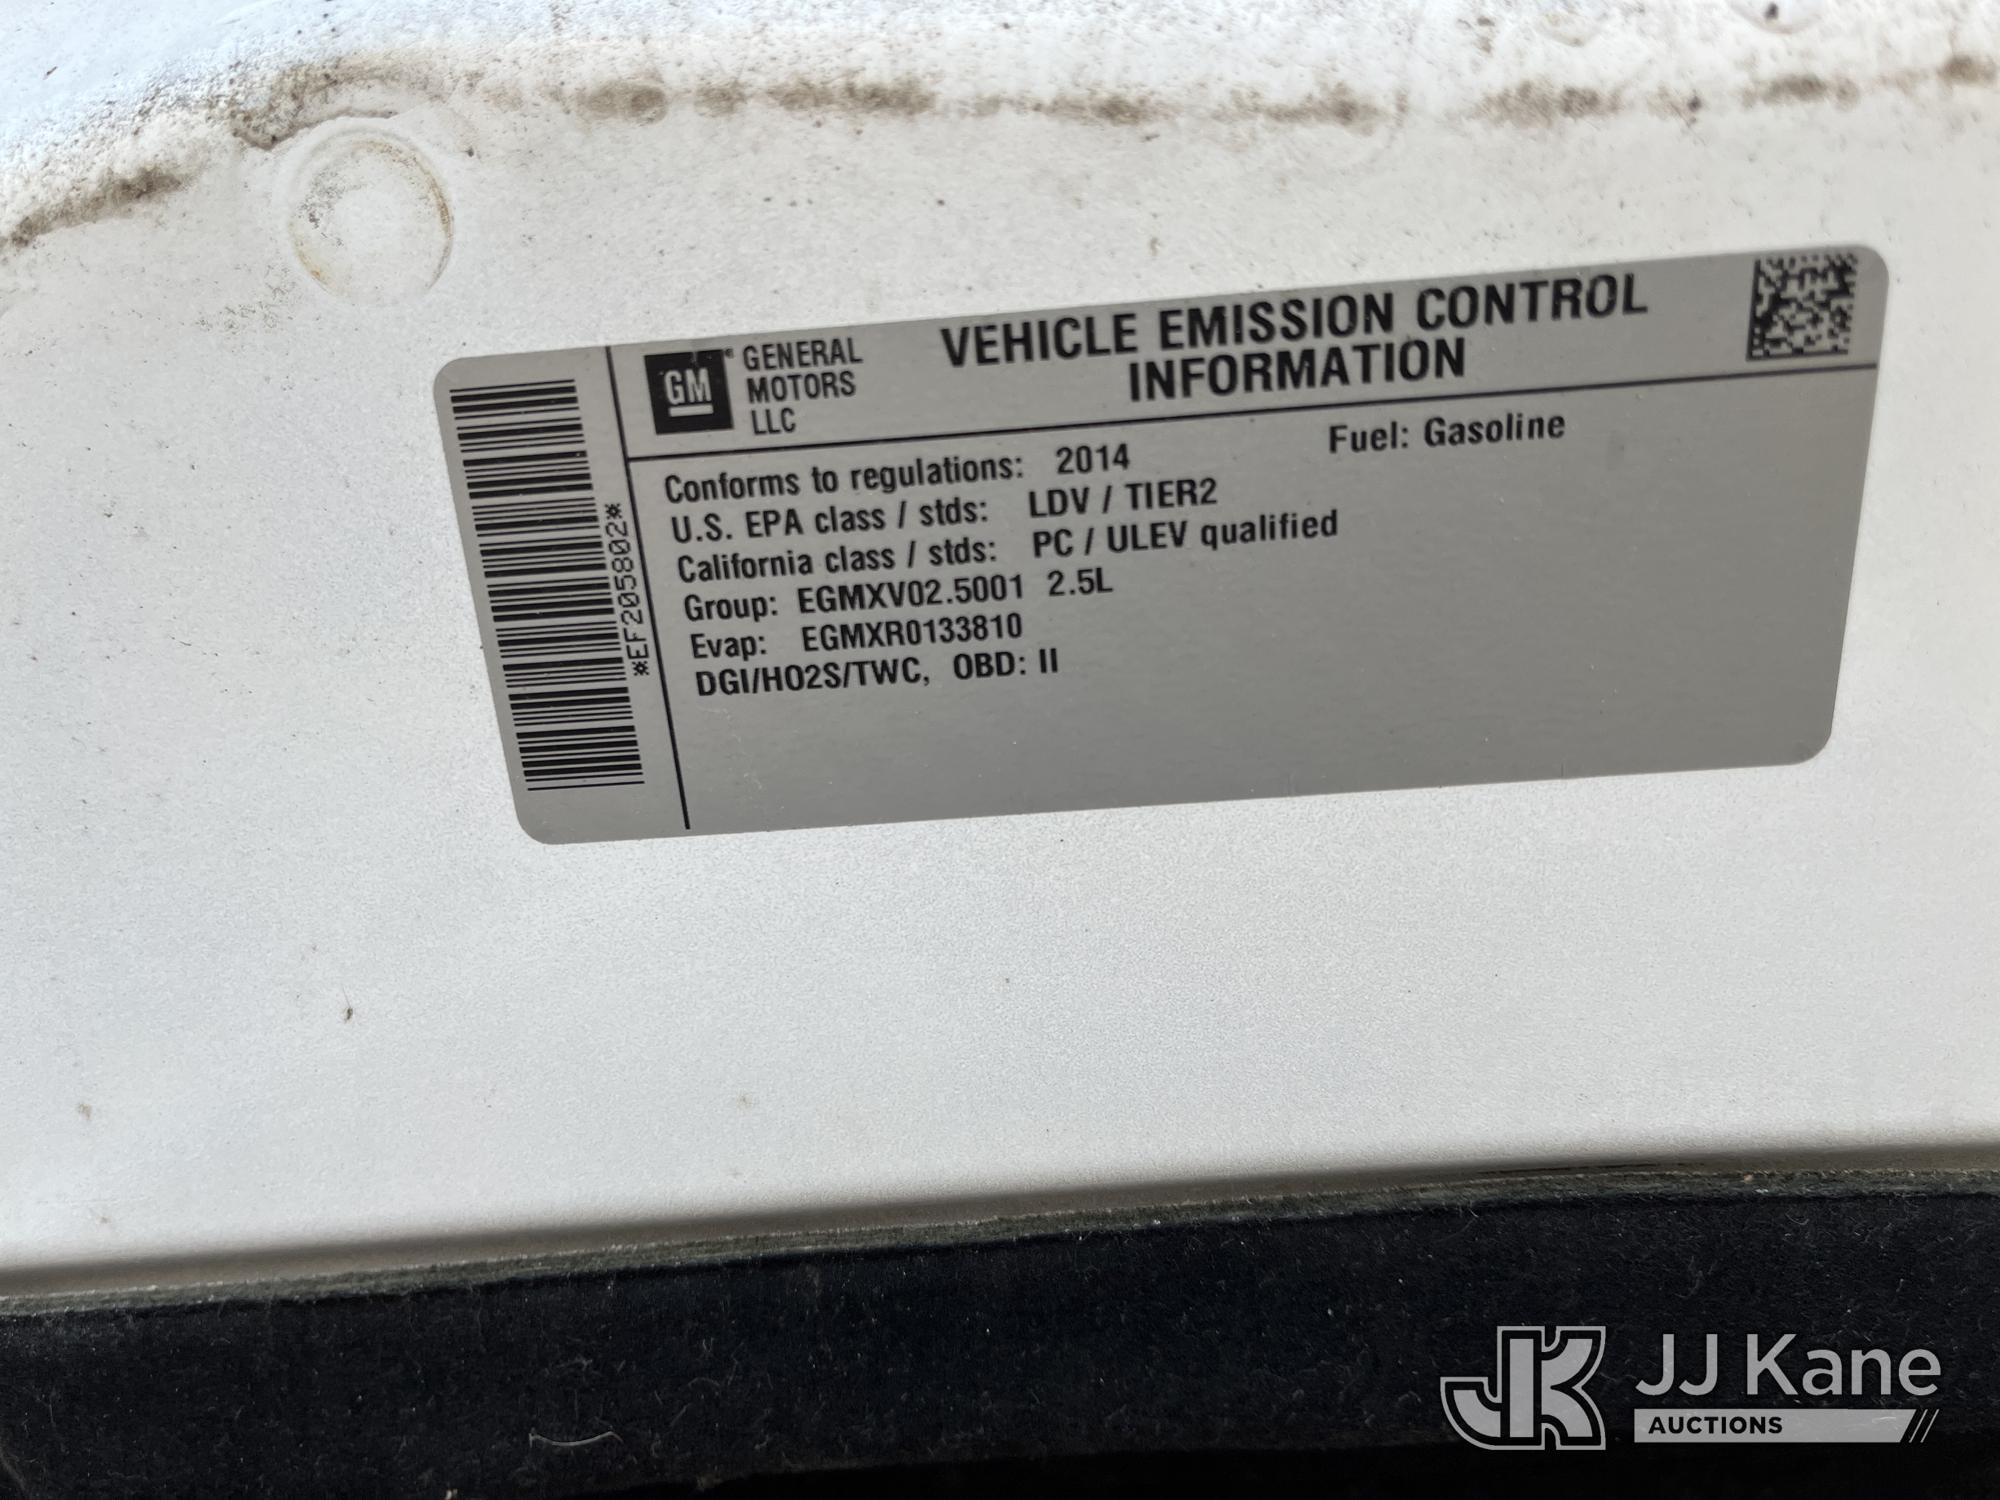 GM
GENERAL
MOTORS
LLC
VEHICLE EMISSION CONTROL
INFORMATION
Conforms to regulations: 2014 Fuel: Gasoline
U.S. EPA class / stds: LDV / TIER2
California class / stds: PC / ULEV qualified
Group: EGMXV02.5001 2.5L
Evap: EGMXR0133810
DGI/HO2S/TWC, OBD: II
*EF205802*
JK JJ Kane
AUCTIONS